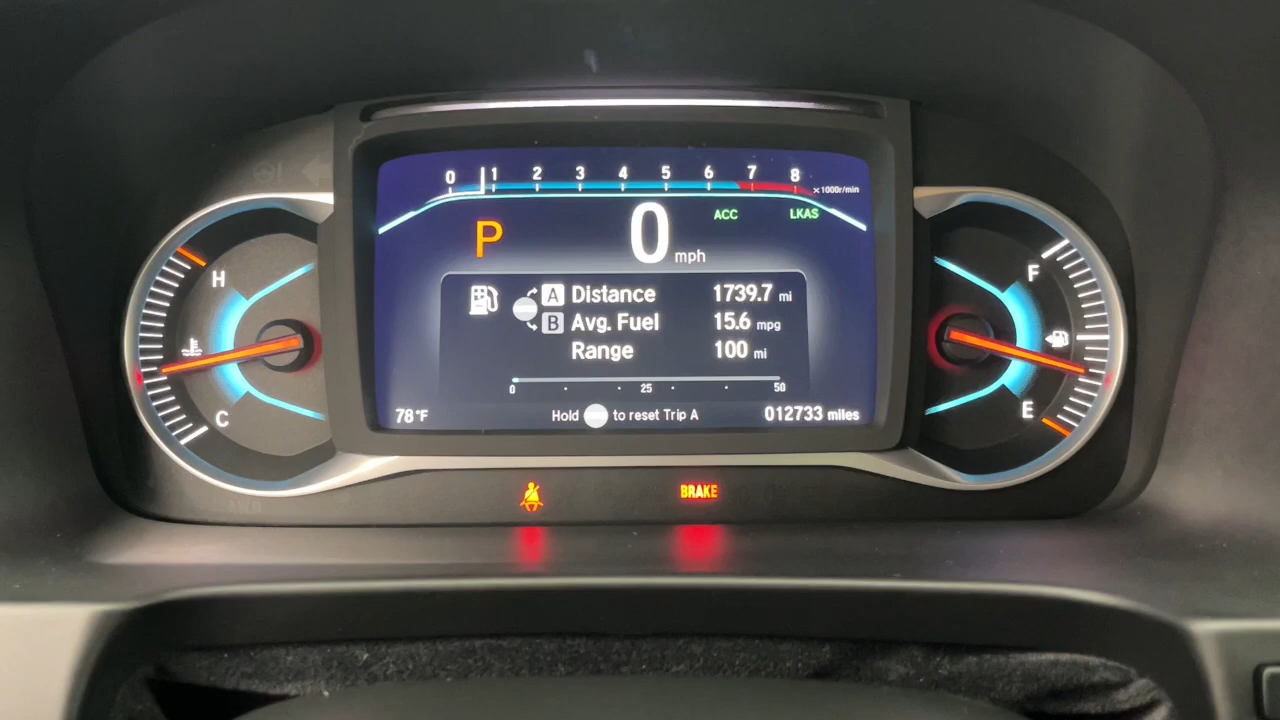 0 1 2 3 4 5 6 7 8 x1000r/min
P 0 mph ACC LKAS
H
F
A Distance 1739.7 mi
B Avg. Fuel 15.6 mpg
Range 100 mi
0 25 50
C
E
78°F Hold to reset Trip A 012733 miles
BRAKE